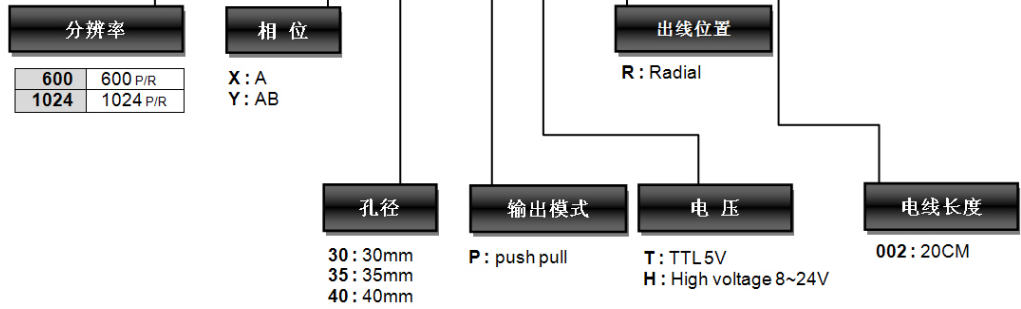 分辨率
相 位
出线位置
600 600 P/R
1024 1024 P/R
X : A
Y : AB
R : Radial
孔径
输出模式
电 压
电线长度
30 : 30mm
35 : 35mm
40 : 40mm
P : push pull
T : TTL 5V
H : High voltage 8~24V
002 : 20CM